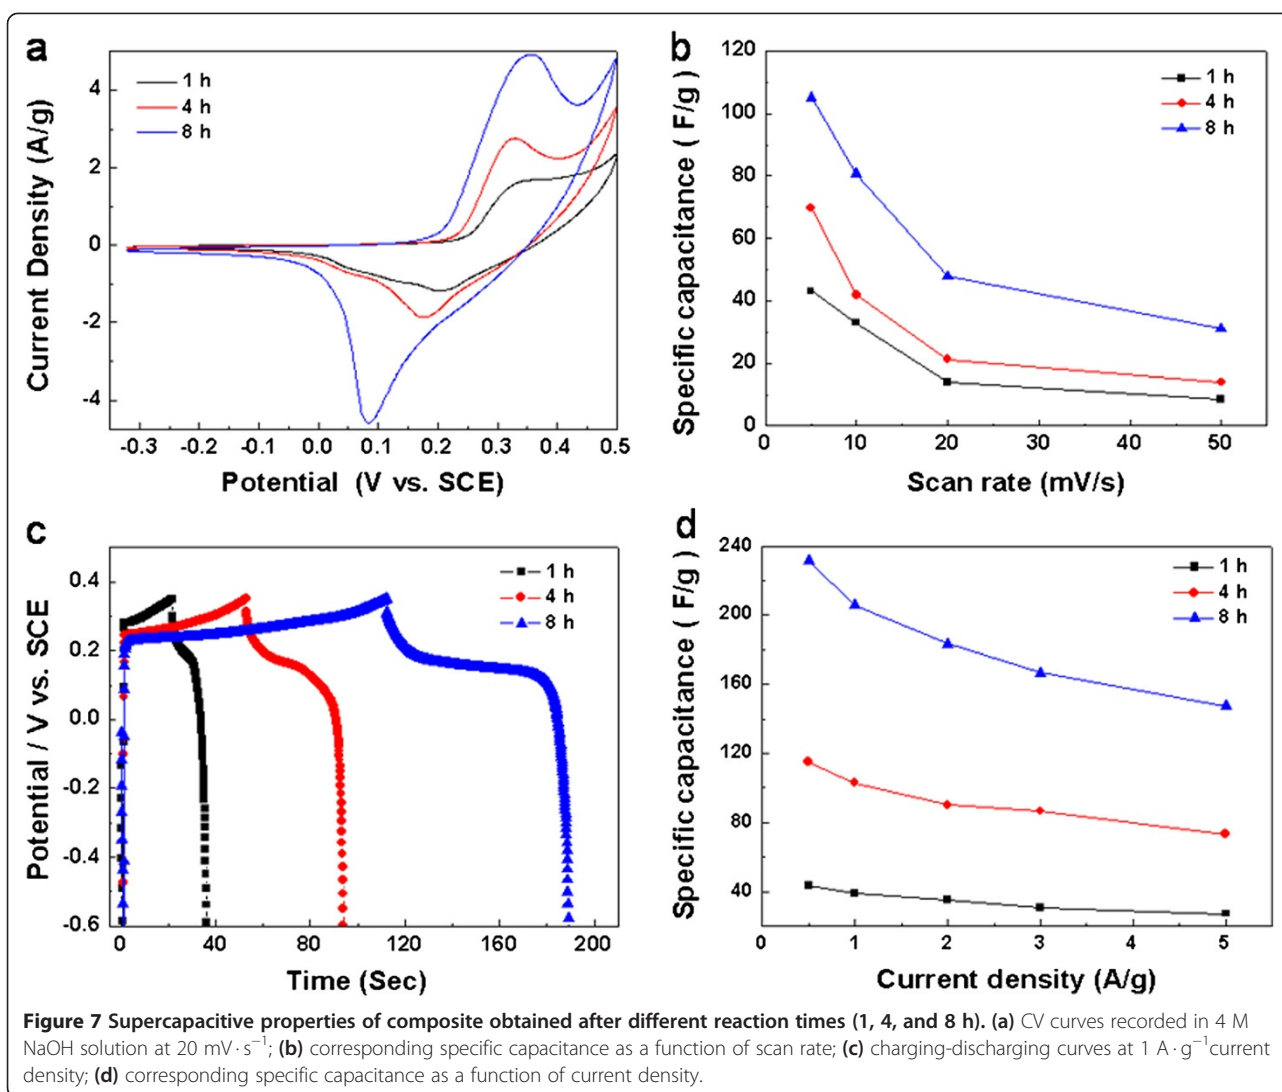 a
4
2
0
-2
-4
-0.3
-0.1
0.0
0.1
0.2
0.4
0.5
Current Density (A/g)
Potential (V vs. SCE)
1 h
4 h
8 h
b
120
100
80
60
40
20
0
0
10
20
30
40
50
Specific capacitance ( F/g )
Scan rate (mV/s)
1 h
4 h
8 h
c
0.4
0.2
0.0
-0.2
-0.4
-0.6
0
40
80
120
160
200
Potential / V vs. SCE
Time (Sec)
1 h
4 h
8 h
d
240
200
160
120
80
40
0
1
2
3
4
5
Specific capacitance ( F/g )
Current density (A/g)
1 h
4 h
8 h
Figure 7 Supercapacitive properties of composite obtained after different reaction times (1, 4, and 8 h). (a) CV curves recorded in 4 M
NaOH solution at 20 mV·s⁻¹; (b) corresponding specific capacitance as a function of scan rate; (c) charging-discharging curves at 1 A·g⁻¹current
density; (d) corresponding specific capacitance as a function of current density.